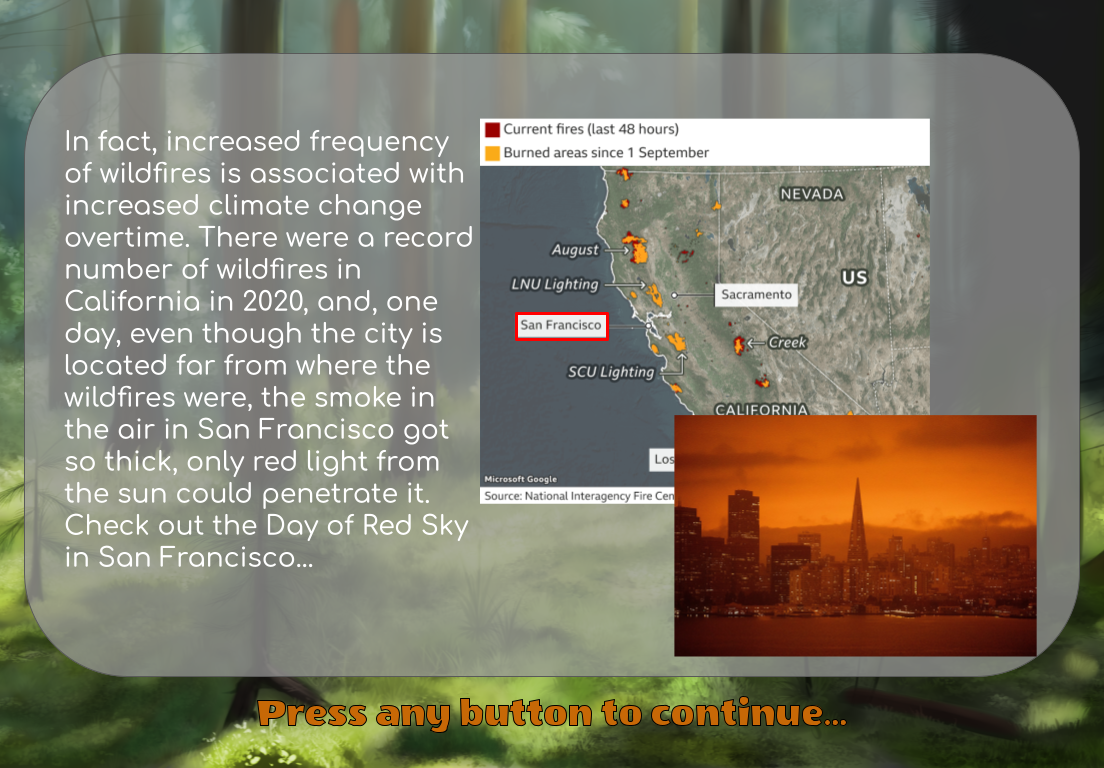 In fact, increased frequency
of wildfires is associated with
increased climate change
overtime. There were a record
number of wildfires in
California in 2020, and, one
day, even though the city is
located far from where the
wildfires were, the smoke in
the air in San Francisco got
so thick, only red light from
the sun could penetrate it.
Check out the Day of Red Sky
in San Francisco...
Current fires (last 48 hours)
Burned areas since 1 September
NEVADA
August
US
LNU Lighting
Sacramento
San Francisco
Creek
SCU Lighting
CALIFORNIA
Los
Microsoft Google
Source: National Interagency Fire Cen
Press any button to continue...